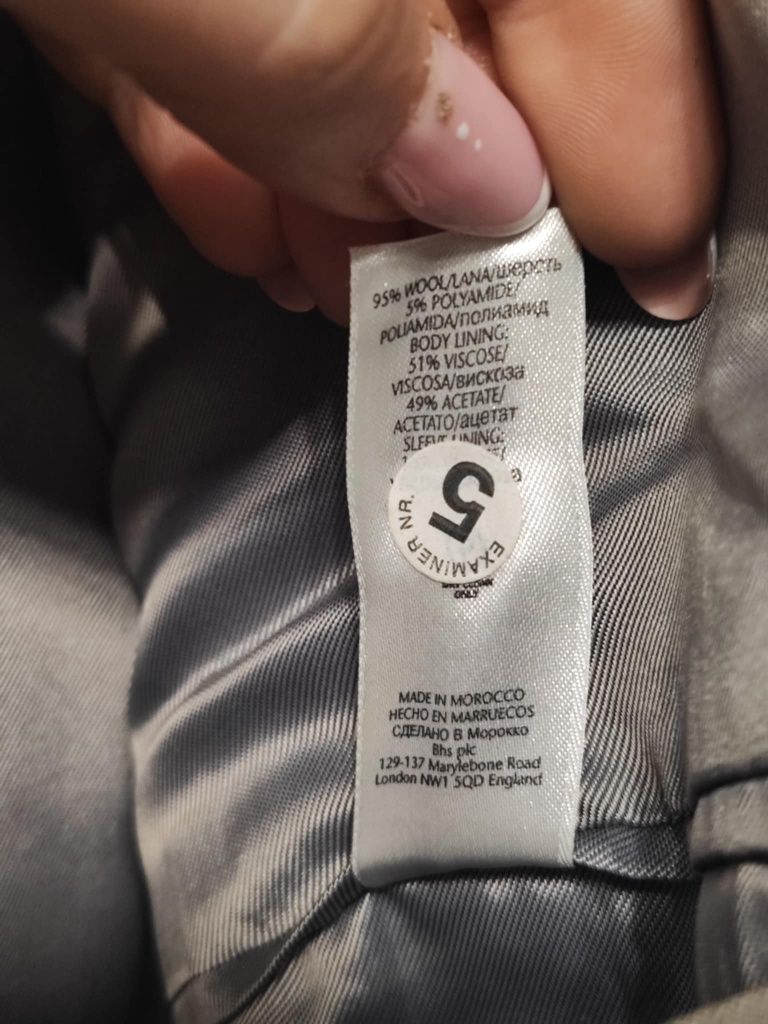 95% WOOL/LANA/шерсть
5% POLYAMIDE/
POLIAMIDA/полиамид
BODY LINING:
51% VISCOSE/
VISCOSA/вискоза
49% ACETATE/
ACETATO/ацетат
SLEEVE LINING:
5
EXAMINER NR.
ONLY
MADE IN MOROCCO
HECHO EN MARRUECOS
СДЕЛАНО В Морокко
Bhs plc
129-137 Marylebone Road
London NW1 5QD England